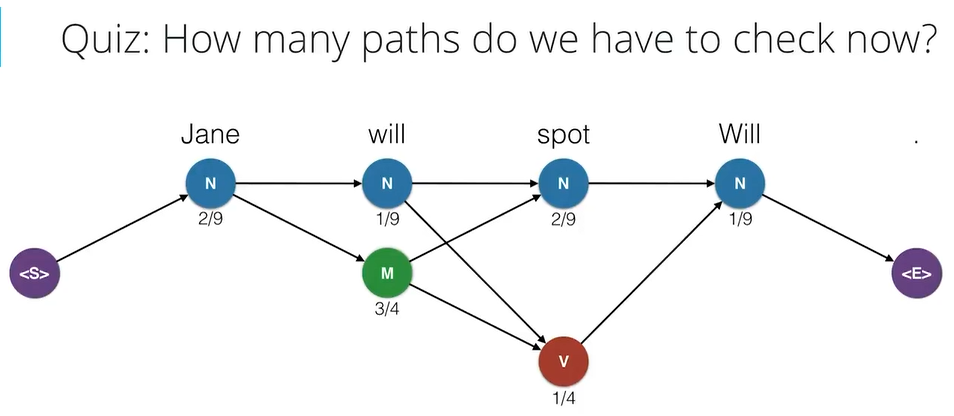 Quiz: How many paths do we have to check now?
Jane will spot Will .
N N N N
2/9 1/9 2/9 1/9
<S> M <E>
3/4
V
1/4